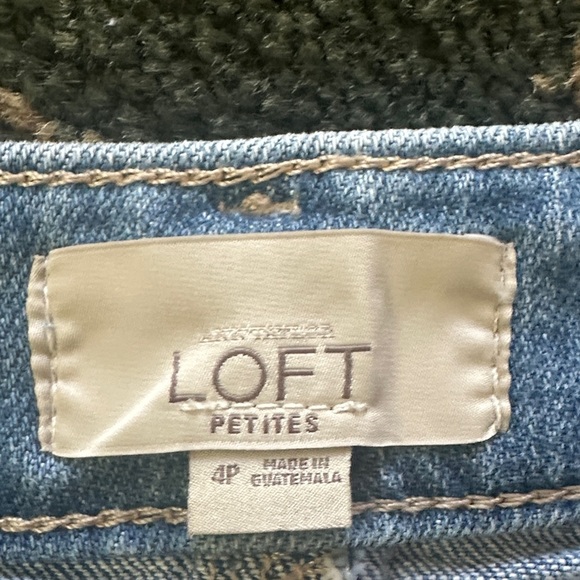 ANN TAYLOR
LOFT
PETITES
4P MADE IN
GUATEMALA